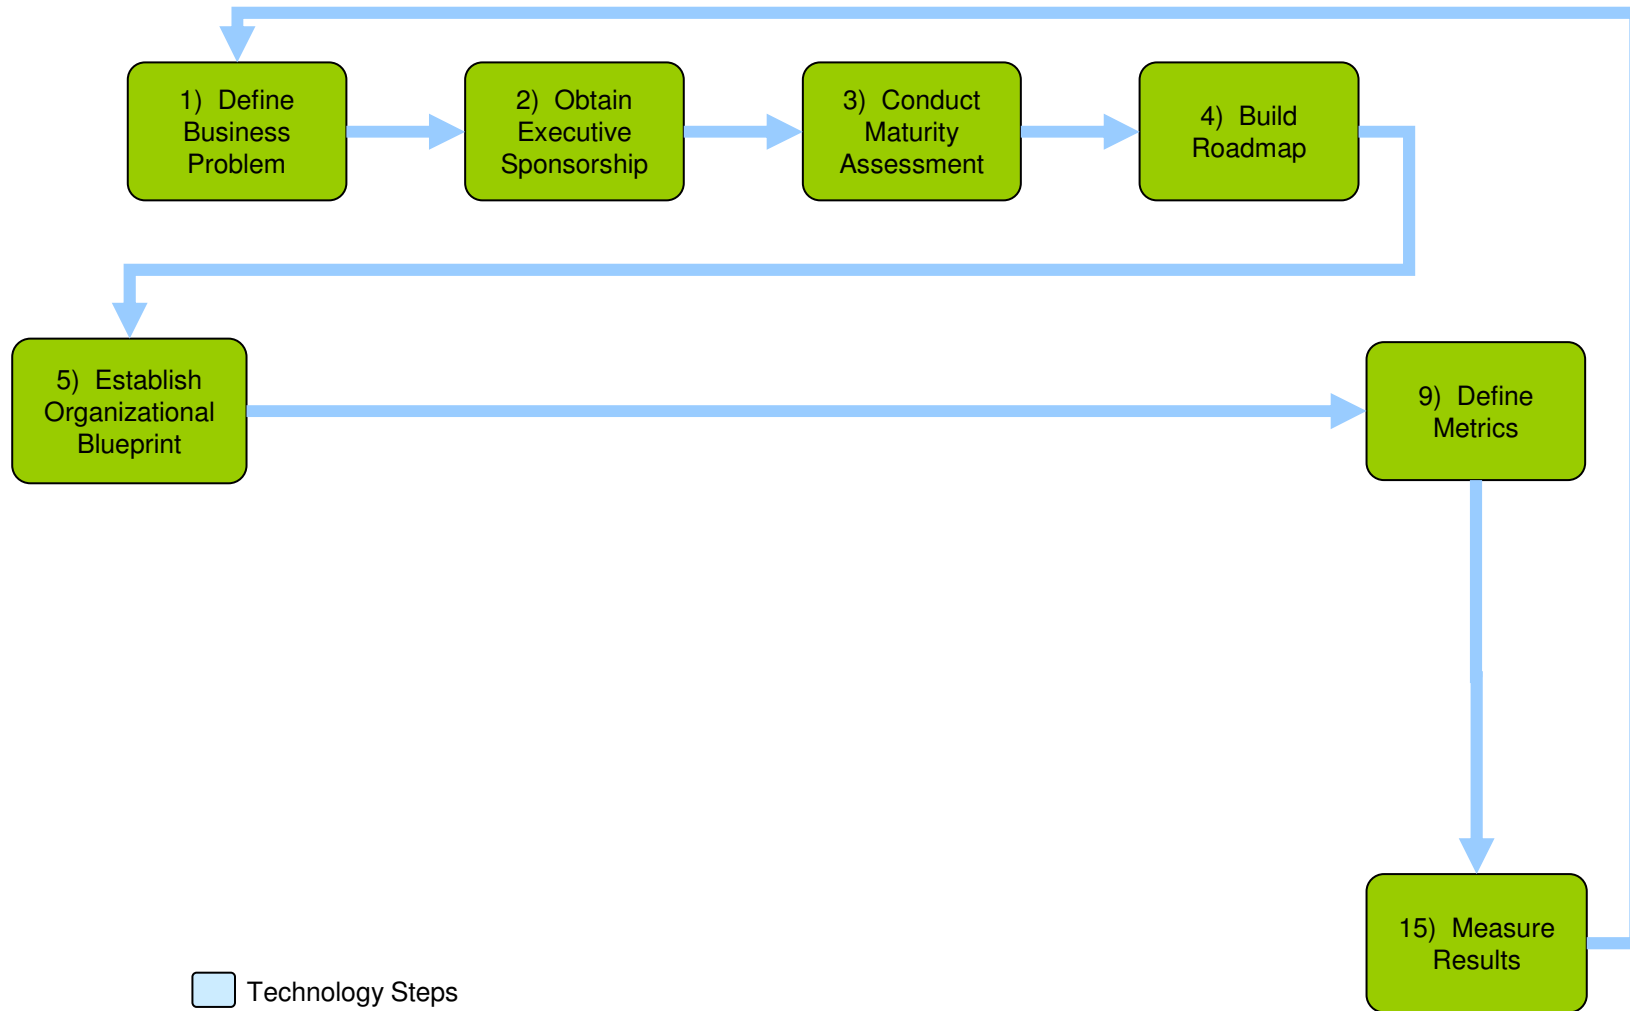 1) Define
Business
Problem
2) Obtain
Executive
Sponsorship
3) Conduct
Maturity
Assessment
4) Build
Roadmap
5) Establish
Organizational
Blueprint
9) Define
Metrics
15) Measure
Results
Technology Steps